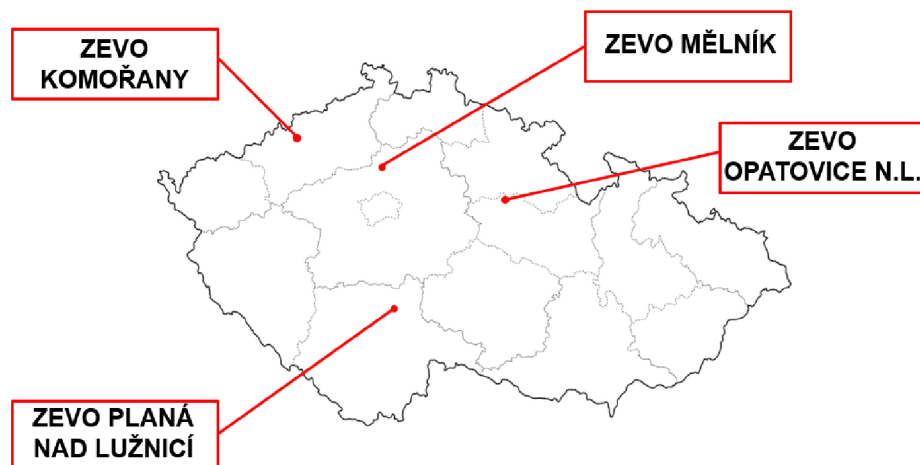 ZEVO
KOMOŘANY
ZEVO MĚLNÍK
ZEVO
OPATOVICE N.L.
ZEVO PLANÁ
NAD LUŽNICÍ